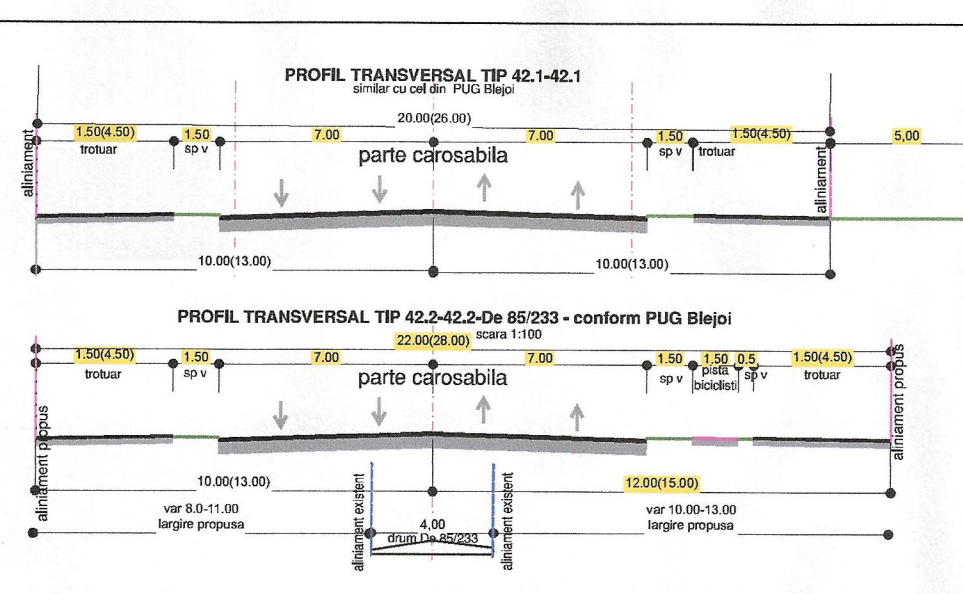 PROFIL TRANSVERSAL TIP 42.1-42.1
similar cu cel din PUG Blejoi
20.00(26.00)
1.50(4.50) 1.50 7.00 7.00 1.50 1.50(4.50) 5,00
trotuar sp v sp v trotuar
parte carosabila
aliniament
aliniament
10.00(13.00) 10.00(13.00)
PROFIL TRANSVERSAL TIP 42.2-42.2-De 85/233 - conform PUG Blejoi
scara 1:100
22.00(28.00)
1.50(4.50) 1.50 7.00 7.00 1.50 1.50 0.5 1.50(4.50)
trotuar sp v sp v pista biciclisti sp v trotuar
parte carosabila
aliniament propus
aliniament propus
10.00(13.00) 12.00(15.00)
var 8.0-11.00
largire propusa
aliniament existent
4,00
drum De 85/233
aliniament existent
var 10.00-13.00
largire propusa